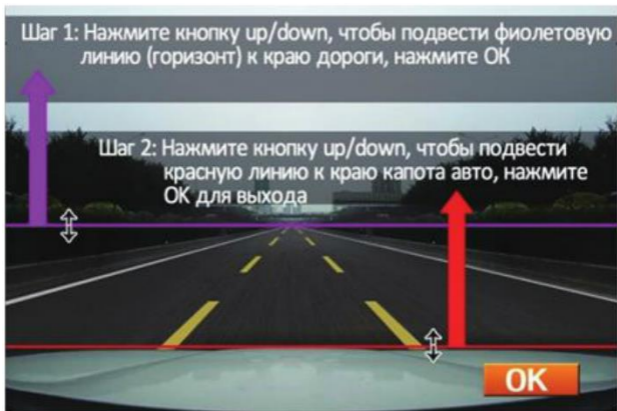 Шаг 1: Нажмите кнопку up/down, чтобы подвести фиолетовую
линию (горизонт) к краю дороги, нажмите ОК
Шаг 2: Нажмите кнопку up/down, чтобы подвести
красную линию к краю капота авто, нажмите
ОК для выхода
OK